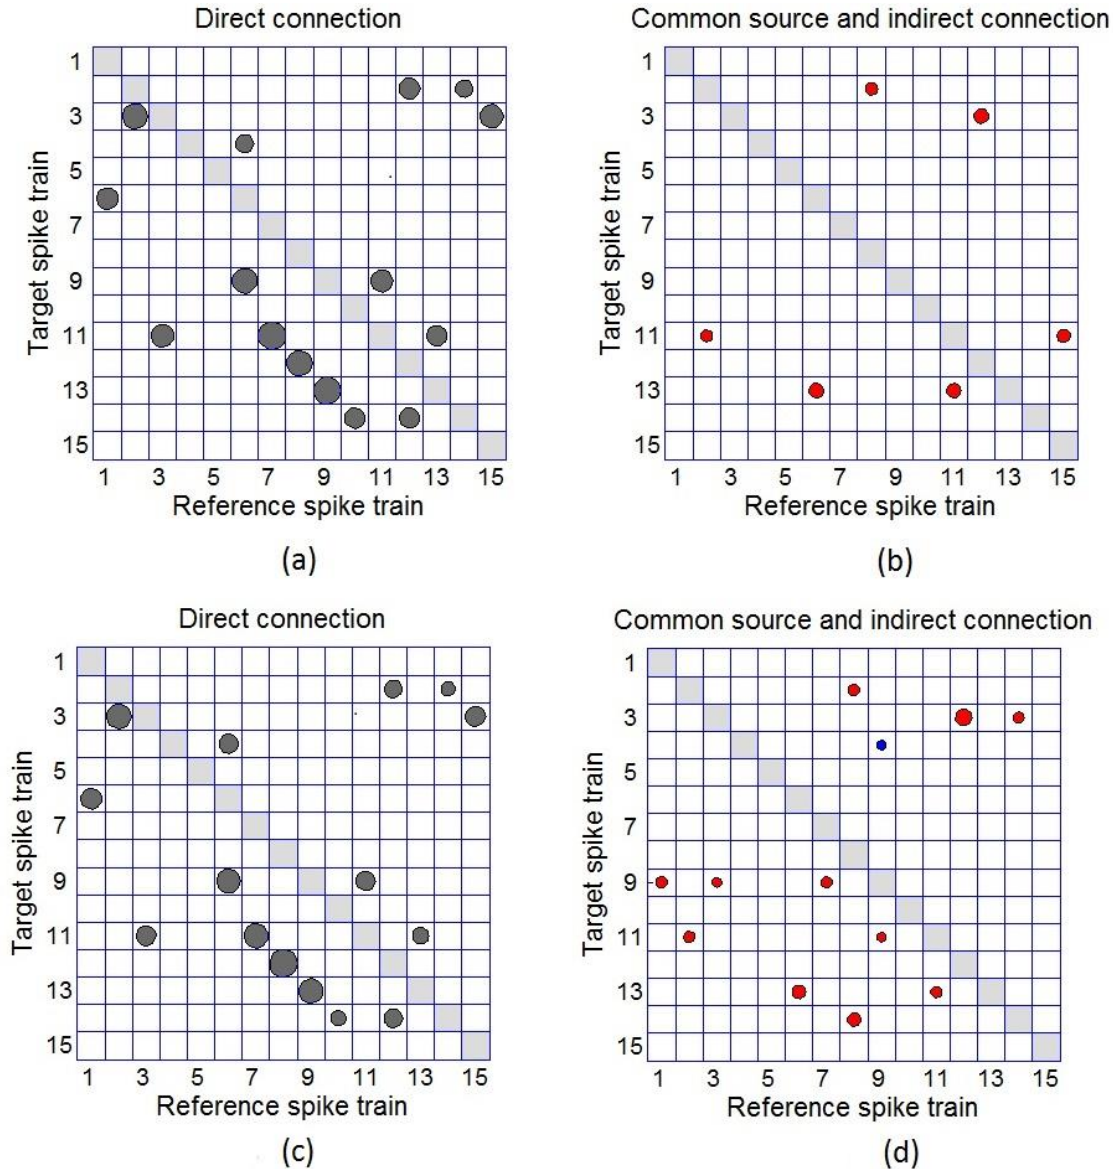 Direct connection
1
3
5
7
9
11
13
15
Target spike train
1 3 5 7 9 11 13 15
Reference spike train
(a)
Common source and indirect connection
1
3
5
7
9
11
13
15
Target spike train
1 3 5 7 9 11 13 15
Reference spike train
(b)
Direct connection
1
3
5
7
9
11
13
15
Target spike train
1 3 5 7 9 11 13 15
Reference spike train
(c)
Common source and indirect connection
1
3
5
7
9
11
13
15
Target spike train
1 3 5 7 9 11 13 15
Reference spike train
(d)